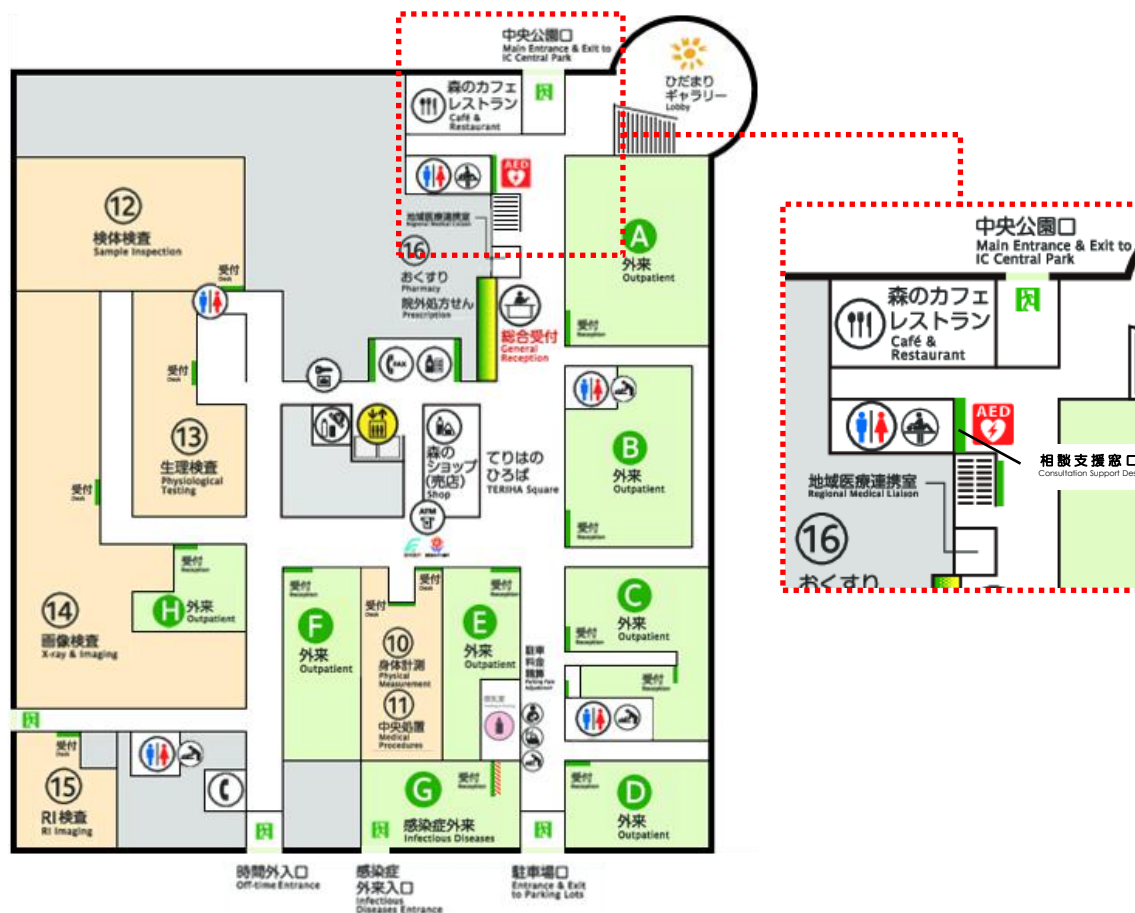 中央公園口
Main Entrance & Exit to
IC Central Park
森のカフェ
レストラン
Café &
Restaurant
ひだまり
ギャラリー
Lobby
AED
地域医療連携室
Regional Medical Liaison
16
おくすり
Pharmacy
院外処方せん
Prescription
総合受付
General
Reception
12
検体検査
Sample Inspection
受付
Desk
A
外来
Outpatient
受付
Reception
受付
Desk
13
生理検査
Physiological
Testing
受付
Desk
FAX
森の
ショップ
(売店)
Shop
てりはの
ひろば
TERIHA Square
ATM
B
外来
Outpatient
受付
Reception
14
画像検査
X-ray & Imaging
受付
Reception
H
外来
Outpatient
受付
Reception
F
外来
Outpatient
受付
Desk
受付
Desk
10
身体計測
Physical
Measurement
11
中央処置
Medical
Procedures
受付
Reception
E
外来
Outpatient
駐車
料金
精算
Parking Fare
Adjustment
C
外来
Outpatient
受付
Reception
受付
Reception
受付
Desk
15
RI検査
RI Imaging
G
受付
Reception
感染症外来
Infectious Diseases
受付
Reception
D
外来
Outpatient
時間外入口
Off-time Entrance
感染症
外来入口
Infectious
Diseases Entrance
駐車場口
Entrance & Exit
to Parking Lots
中央公園口
Main Entrance & Exit to
IC Central Park
森のカフェ
レストラン
Café &
Restaurant
AED
相談支援窓口
Consultation Support Des
地域医療連携室
Regional Medical Liaison
16
おくすり